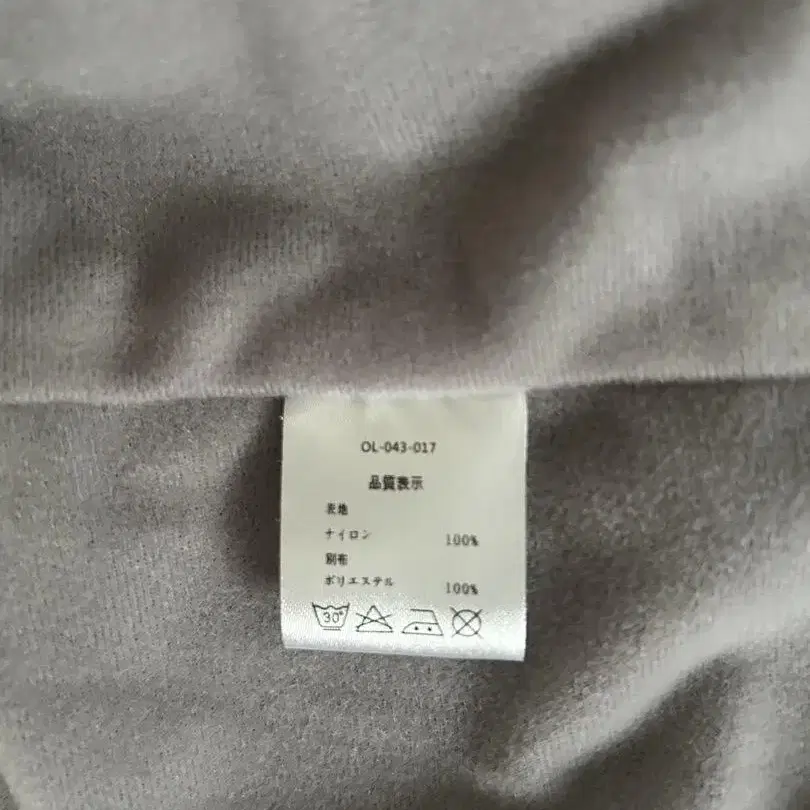 OL-043-017
品質表示
表地
ナイロン 100%
別布
ポリエステル 100%
30°